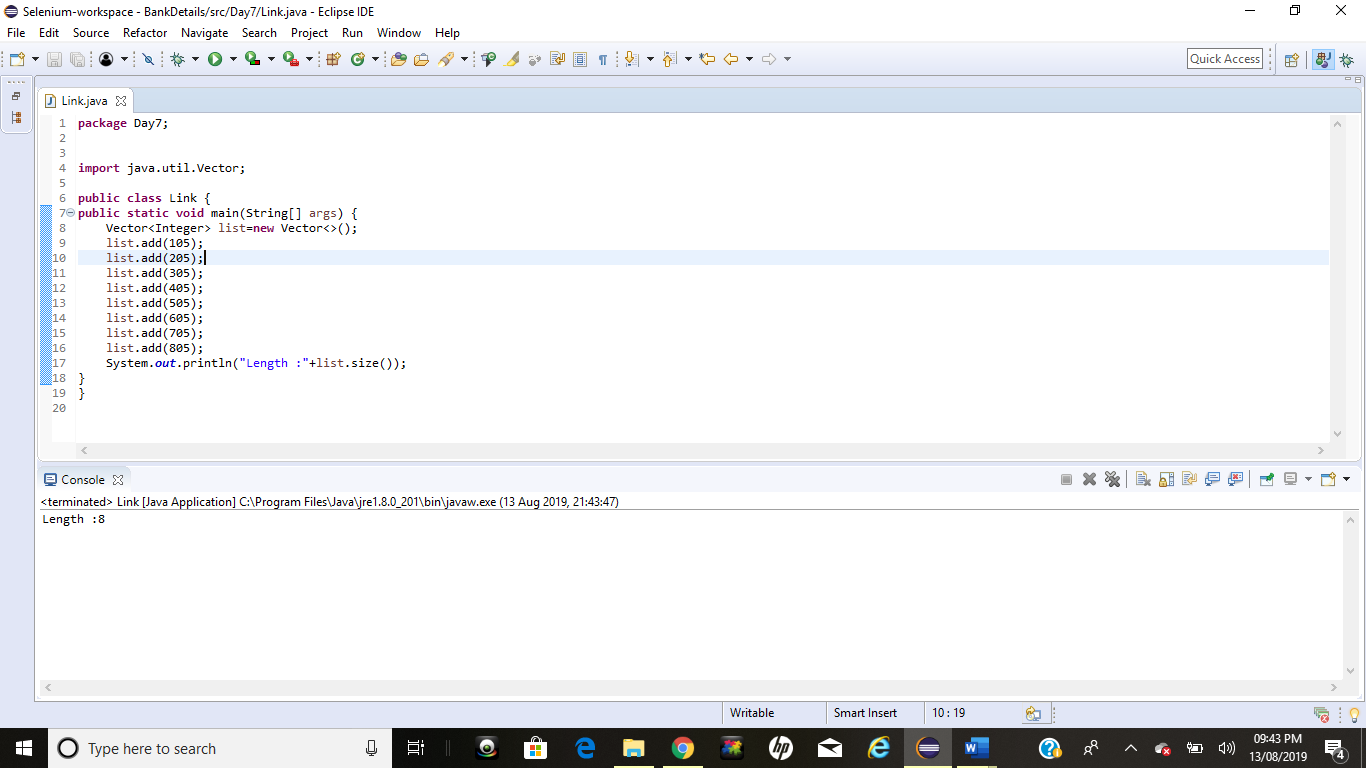 Selenium-workspace - BankDetails/src/Day7/Link.java - Eclipse IDE
File Edit Source Refactor Navigate Search Project Run Window Help
Quick Access
Link.java
1 package Day7;
2
3
4 import java.util.Vector;
5
6 public class Link {
7 public static void main(String[] args) {
8 Vector<Integer> list=new Vector<>();
9 list.add(105);
10 list.add(205);
11 list.add(305);
12 list.add(405);
13 list.add(505);
14 list.add(605);
15 list.add(705);
16 list.add(805);
17 System.out.println("Length :"+list.size());
18 }
19 }
20
Console
<terminated> Link [Java Application] C:\Program Files\Java\jre1.8.0_201\bin\javaw.exe (13 Aug 2019, 21:43:47)
Length :8
Writable Smart Insert 10 : 19
Type here to search
09:43 PM
13/08/2019
4